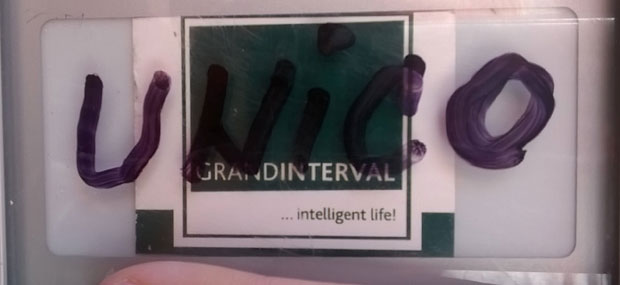 UNiCO
GRANDINTERVAL
... intelligent life!